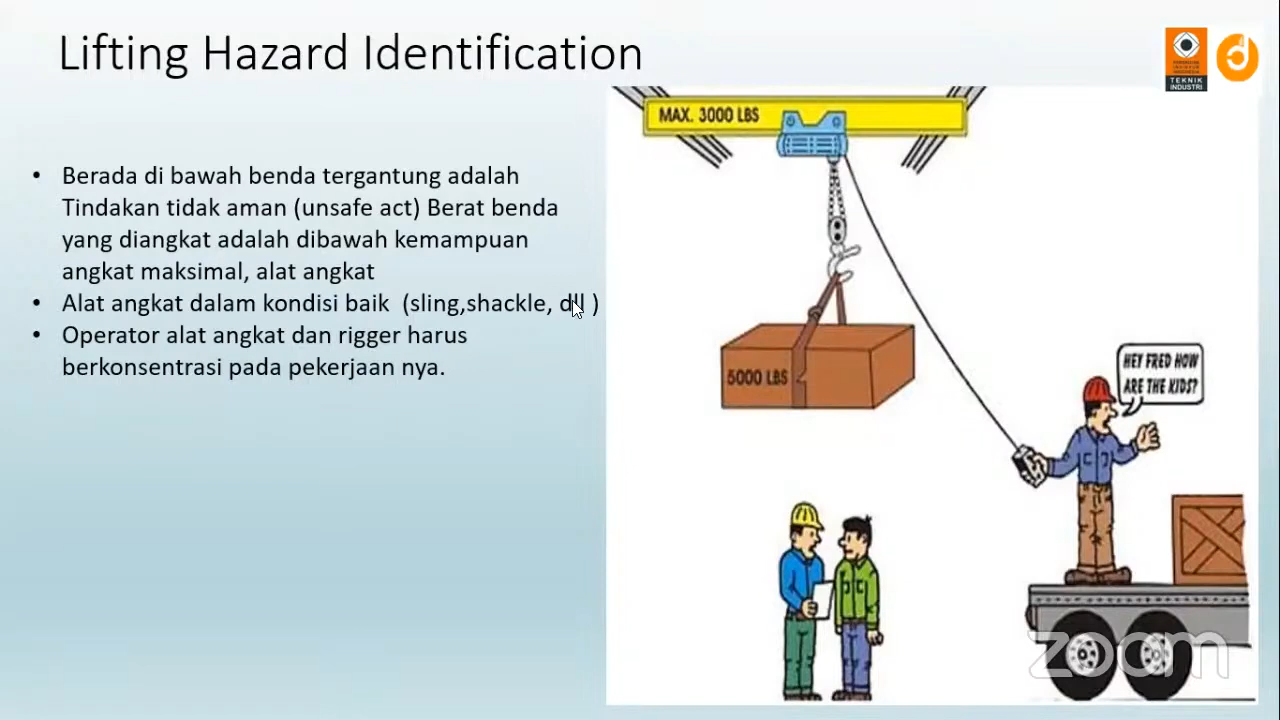 Lifting Hazard Identification
TEKNIK
INDUSTRI
MAX. 3000 LBS
• Berada di bawah benda tergantung adalah
Tindakan tidak aman (unsafe act) Berat benda
yang diangkat adalah dibawah kemampuan
angkat maksimal, alat angkat
• Alat angkat dalam kondisi baik (sling,shackle, dll )
• Operator alat angkat dan rigger harus
berkonsentrasi pada pekerjaan nya.
5000 LBS
HEY FRED HOW
ARE THE KIDS?
zoom